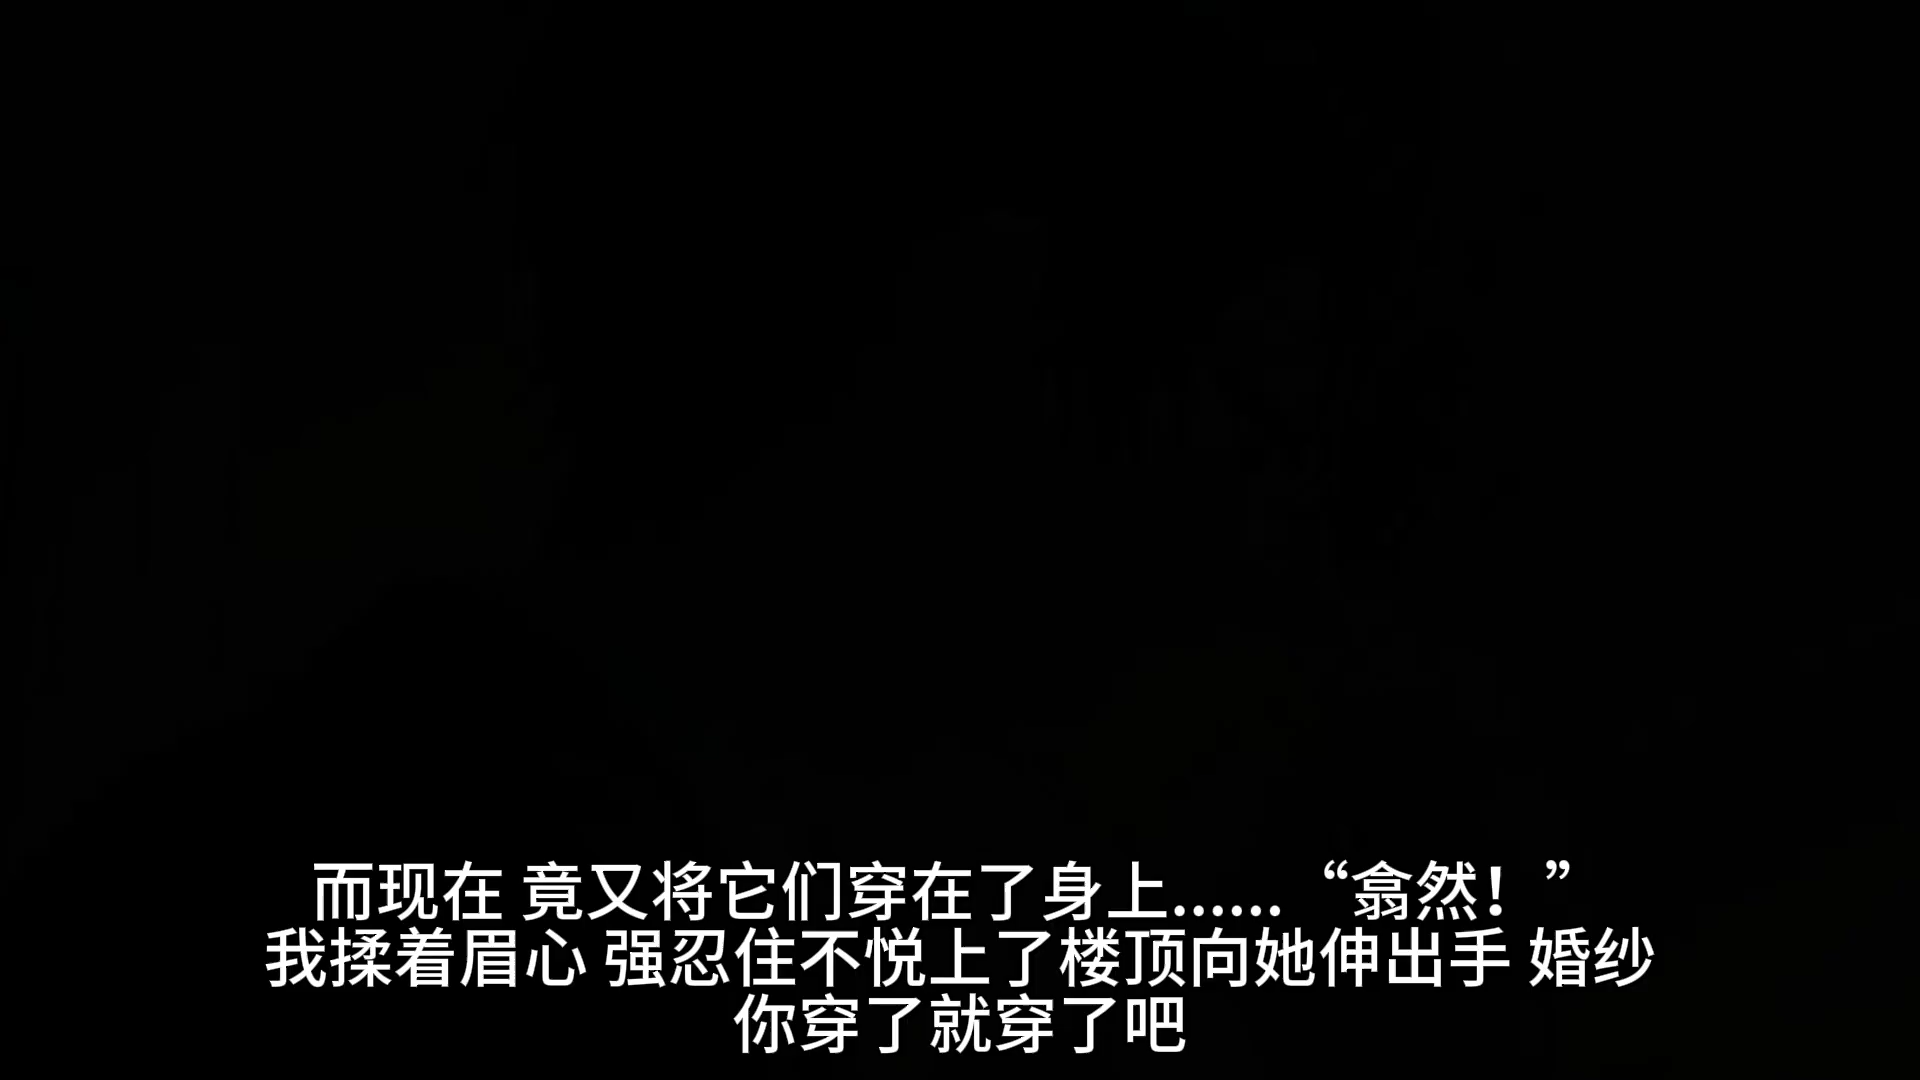 而现在 竟又将它们穿在了身上......“翕然！”
我揉着眉心 强忍住不悦上了楼顶向她伸出手 婚纱
你穿了就穿了吧